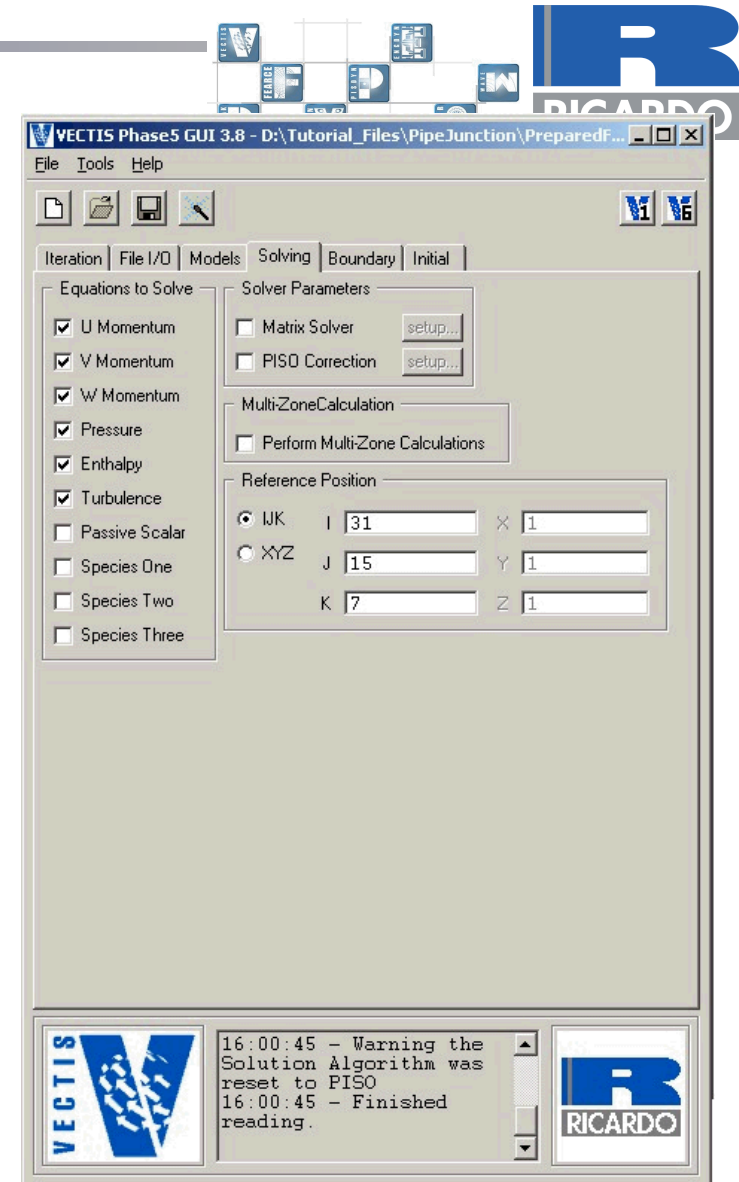 VECTIS
FEARCE
RICARDO
VECTIS Phase5 GUI 3.8 - D:\Tutorial_Files\PipeJunction\PreparedF...
File Tools Help
V1 V6
Iteration File I/O Models Solving Boundary Initial
Equations to Solve
U Momentum
V Momentum
W Momentum
Pressure
Enthalpy
Turbulence
Passive Scalar
Species One
Species Two
Species Three
Solver Parameters
Matrix Solver setup...
PISO Correction setup...
Multi-ZoneCalculation
Perform Multi-Zone Calculations
Reference Position
IJK I 31 X 1
XYZ J 15 Y 1
K 7 Z 1
VECTIS
16:00:45 - Warning the
Solution Algorithm was
reset to PISO
16:00:45 - Finished
reading.
RICARDO